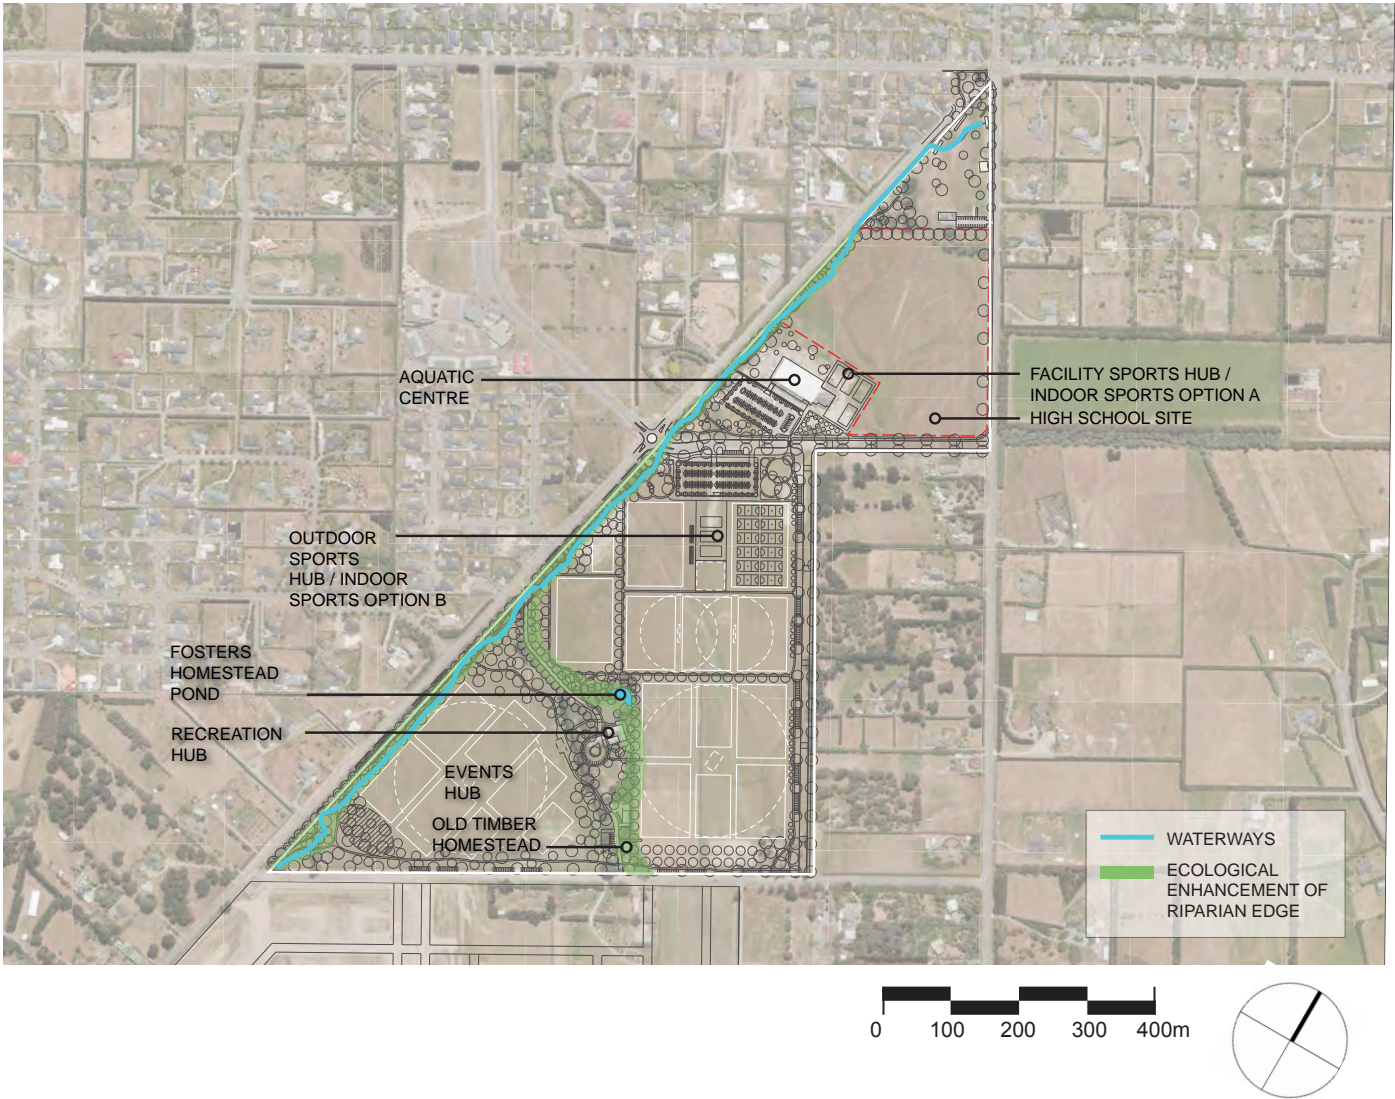 AQUATIC
CENTRE
FACILITY SPORTS HUB /
INDOOR SPORTS OPTION A
HIGH SCHOOL SITE
OUTDOOR
SPORTS
HUB / INDOOR
SPORTS OPTION B
FOSTERS
HOMESTEAD
POND
RECREATION
HUB
EVENTS
HUB
OLD TIMBER
HOMESTEAD
WATERWAYS
ECOLOGICAL
ENHANCEMENT OF
RIPARIAN EDGE
0 100 200 300 400m